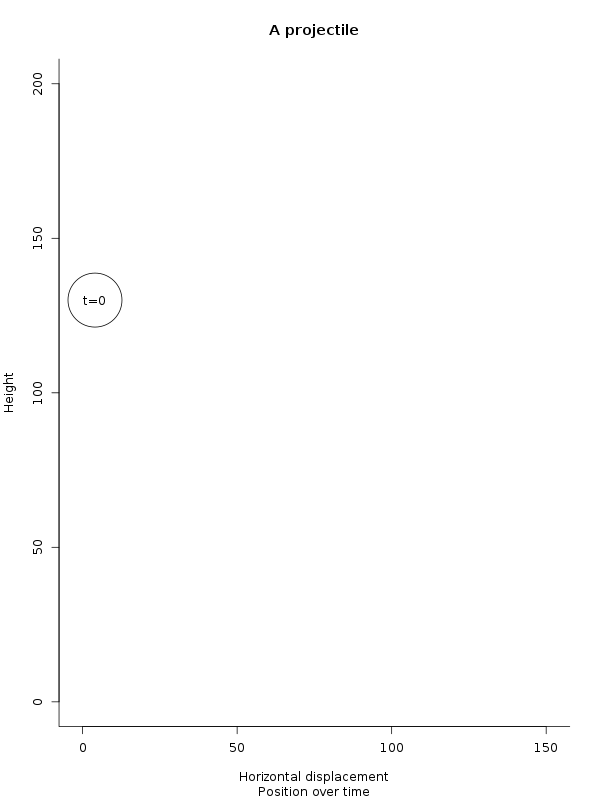 A projectile
200
150
t=0
100
Height
50
0
0 50 100 150
Horizontal displacement
Position over time